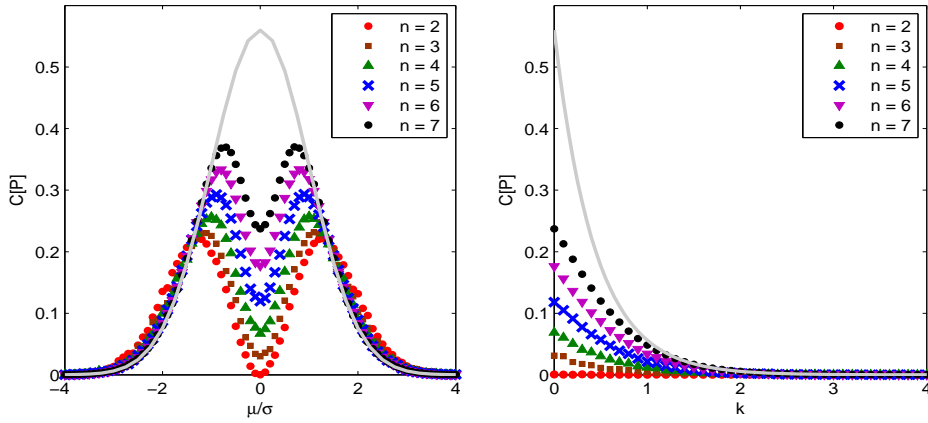 C[P]
0.5
0.4
0.3
0.2
0.1
0
−4
−2
0
2
4
μ/σ
n = 2
n = 3
n = 4
n = 5
n = 6
n = 7
C[P]
0.5
0.4
0.3
0.2
0.1
0
0
1
2
3
4
k
n = 2
n = 3
n = 4
n = 5
n = 6
n = 7